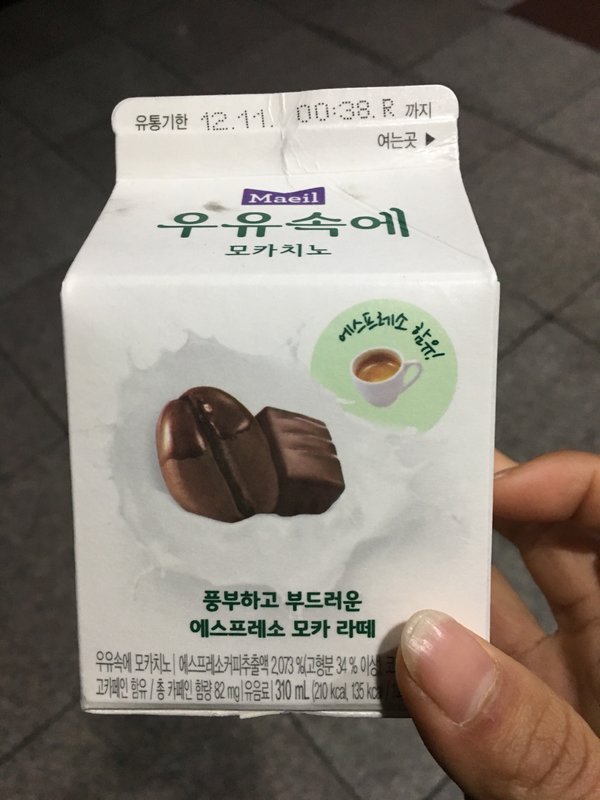 유통기한 12.11. 00:38.R 까지
여는곳 ▶
Maeil
우유속에
모카치노
에스프레소 함유!
풍부하고 부드러운
에스프레소 모카 라떼
우유속에 모카치노 | 에스프레소커피추출액 2.073 %(고형분 34 % 이상),
고카페인 함유 / 총 카페인 함량 82 mg | 유음료 | 310 mL (210 kcal, 135 kcal /